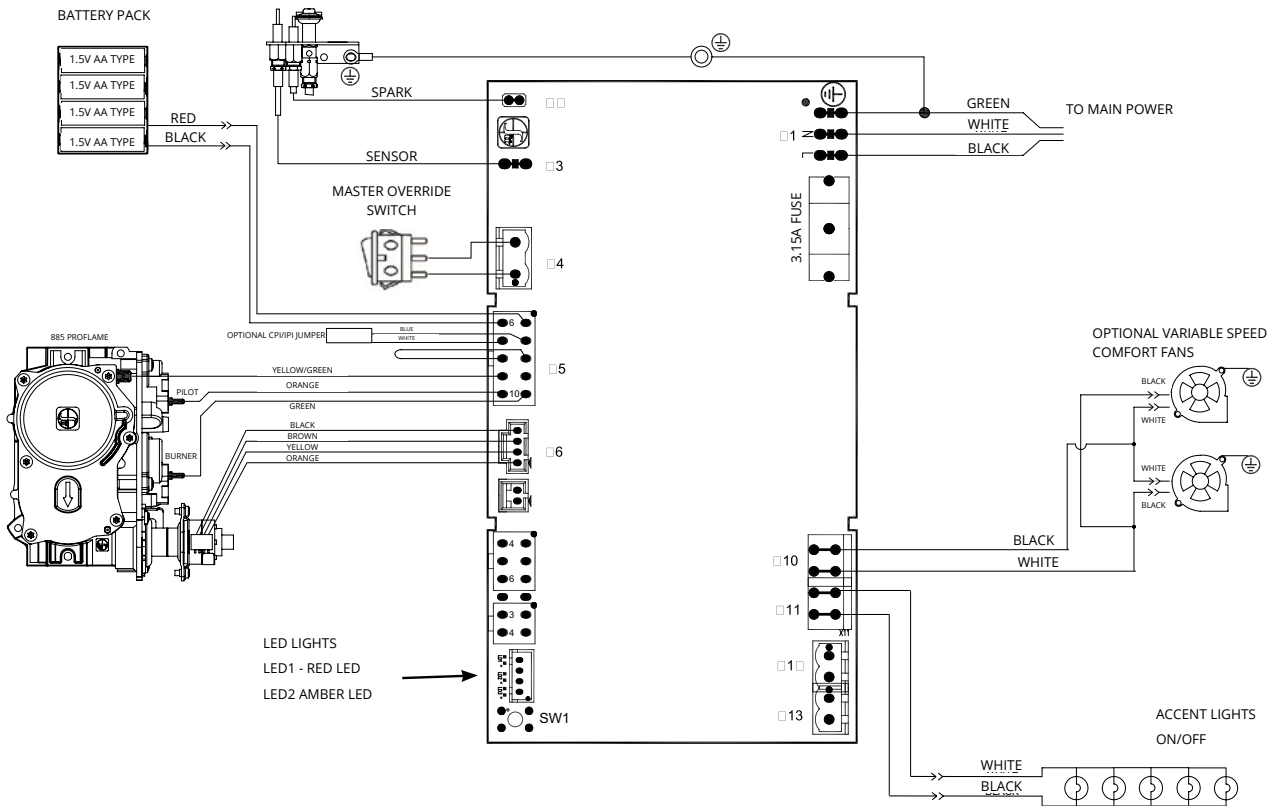 BATTERY PACK
1.5V AA TYPE
1.5V AA TYPE
1.5V AA TYPE
1.5V AA TYPE
RED
BLACK
SPARK
SENSOR
MASTER OVERRIDE
SWITCH
3
4
GREEN
WHITE
BLACK
TO MAIN POWER
1
N
L
3.15A FUSE
885 PROFLAME
OPTIONAL CPI/IPI JUMPER
BLUE
WHITE
6
5
10
YELLOW/GREEN
ORANGE
GREEN
PILOT
BURNER
BLACK
BROWN
YELLOW
ORANGE
6
4
6
3
4
LED LIGHTS
LED1 - RED LED
LED2 AMBER LED
SW1
OPTIONAL VARIABLE SPEED
COMFORT FANS
BLACK
WHITE
WHITE
BLACK
BLACK
WHITE
10
11
X11
1
13
ACCENT LIGHTS
ON/OFF
WHITE
BLACK